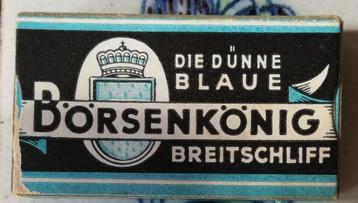 DIE DÜNNE
BLAUE
BÖRSENKÖNIG
BREITSCHLIFF